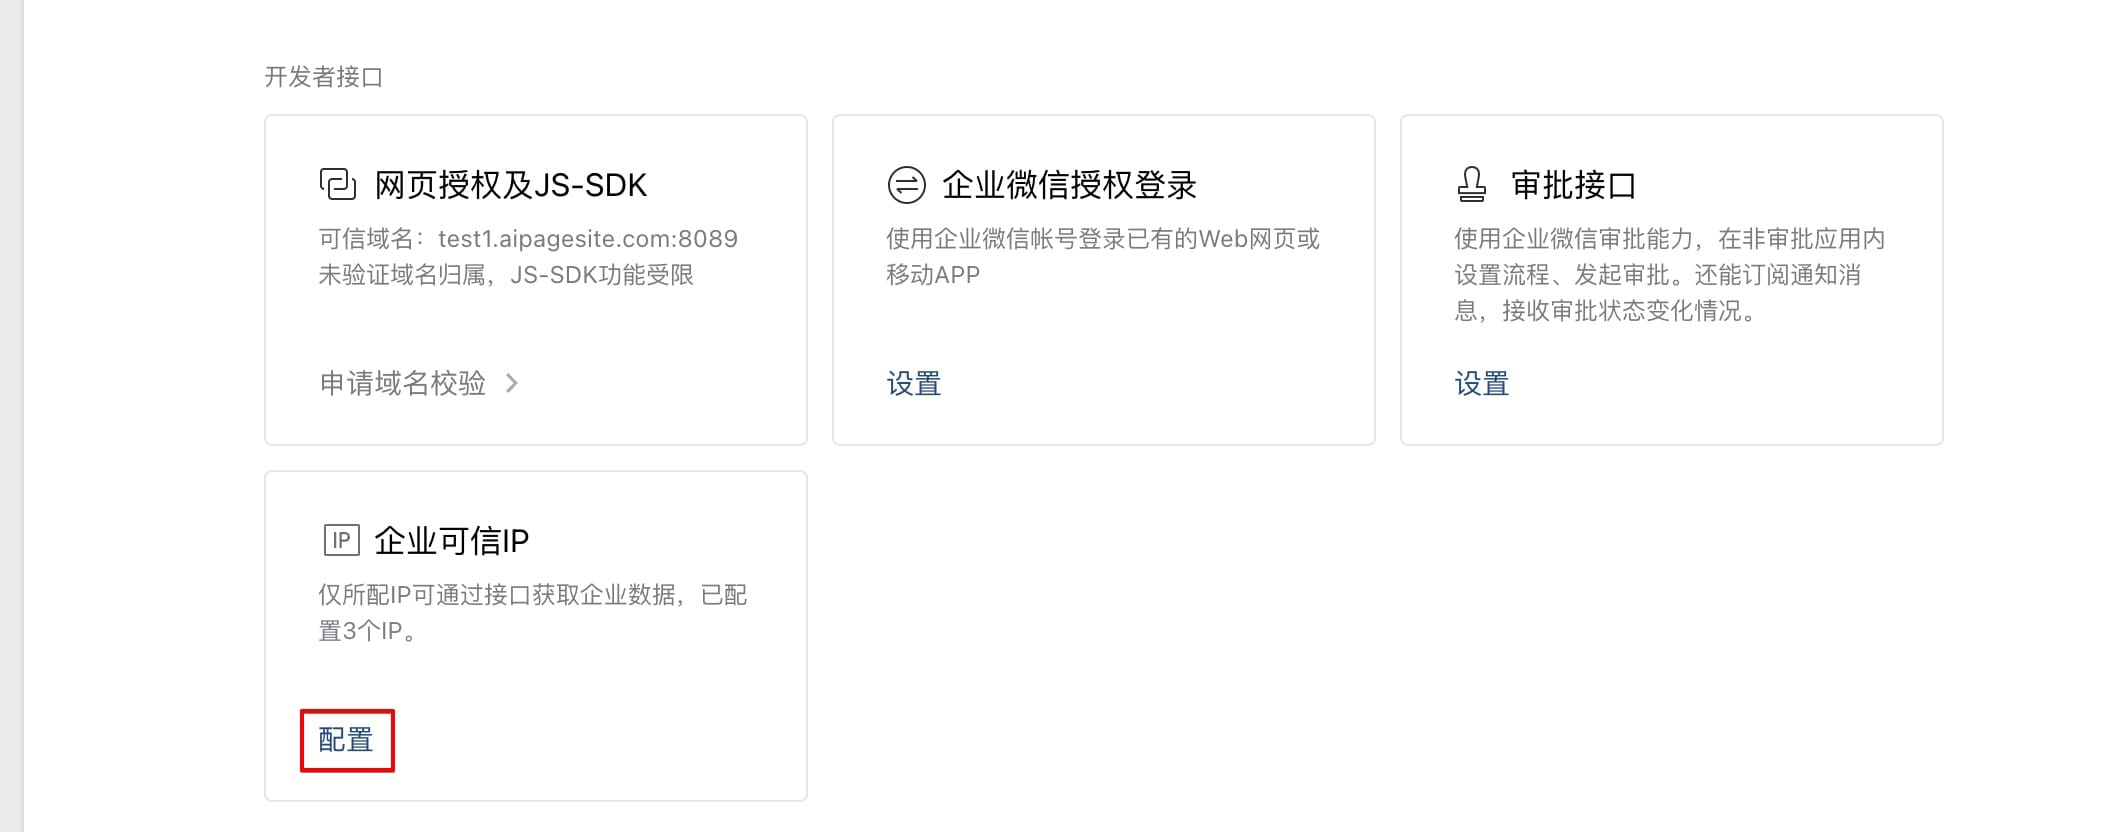 开发者接口
网页授权及JS-SDK
可信域名：test1.aipagesite.com:8089
未验证域名归属，JS-SDK功能受限
申请域名校验
企业微信授权登录
使用企业微信帐号登录已有的Web网页或
移动APP
设置
审批接口
使用企业微信审批能力，在非审批应用内
设置流程、发起审批。还能订阅通知消
息，接收审批状态变化情况。
设置
IP 企业可信IP
仅所配IP可通过接口获取企业数据，已配
置3个IP。
配置